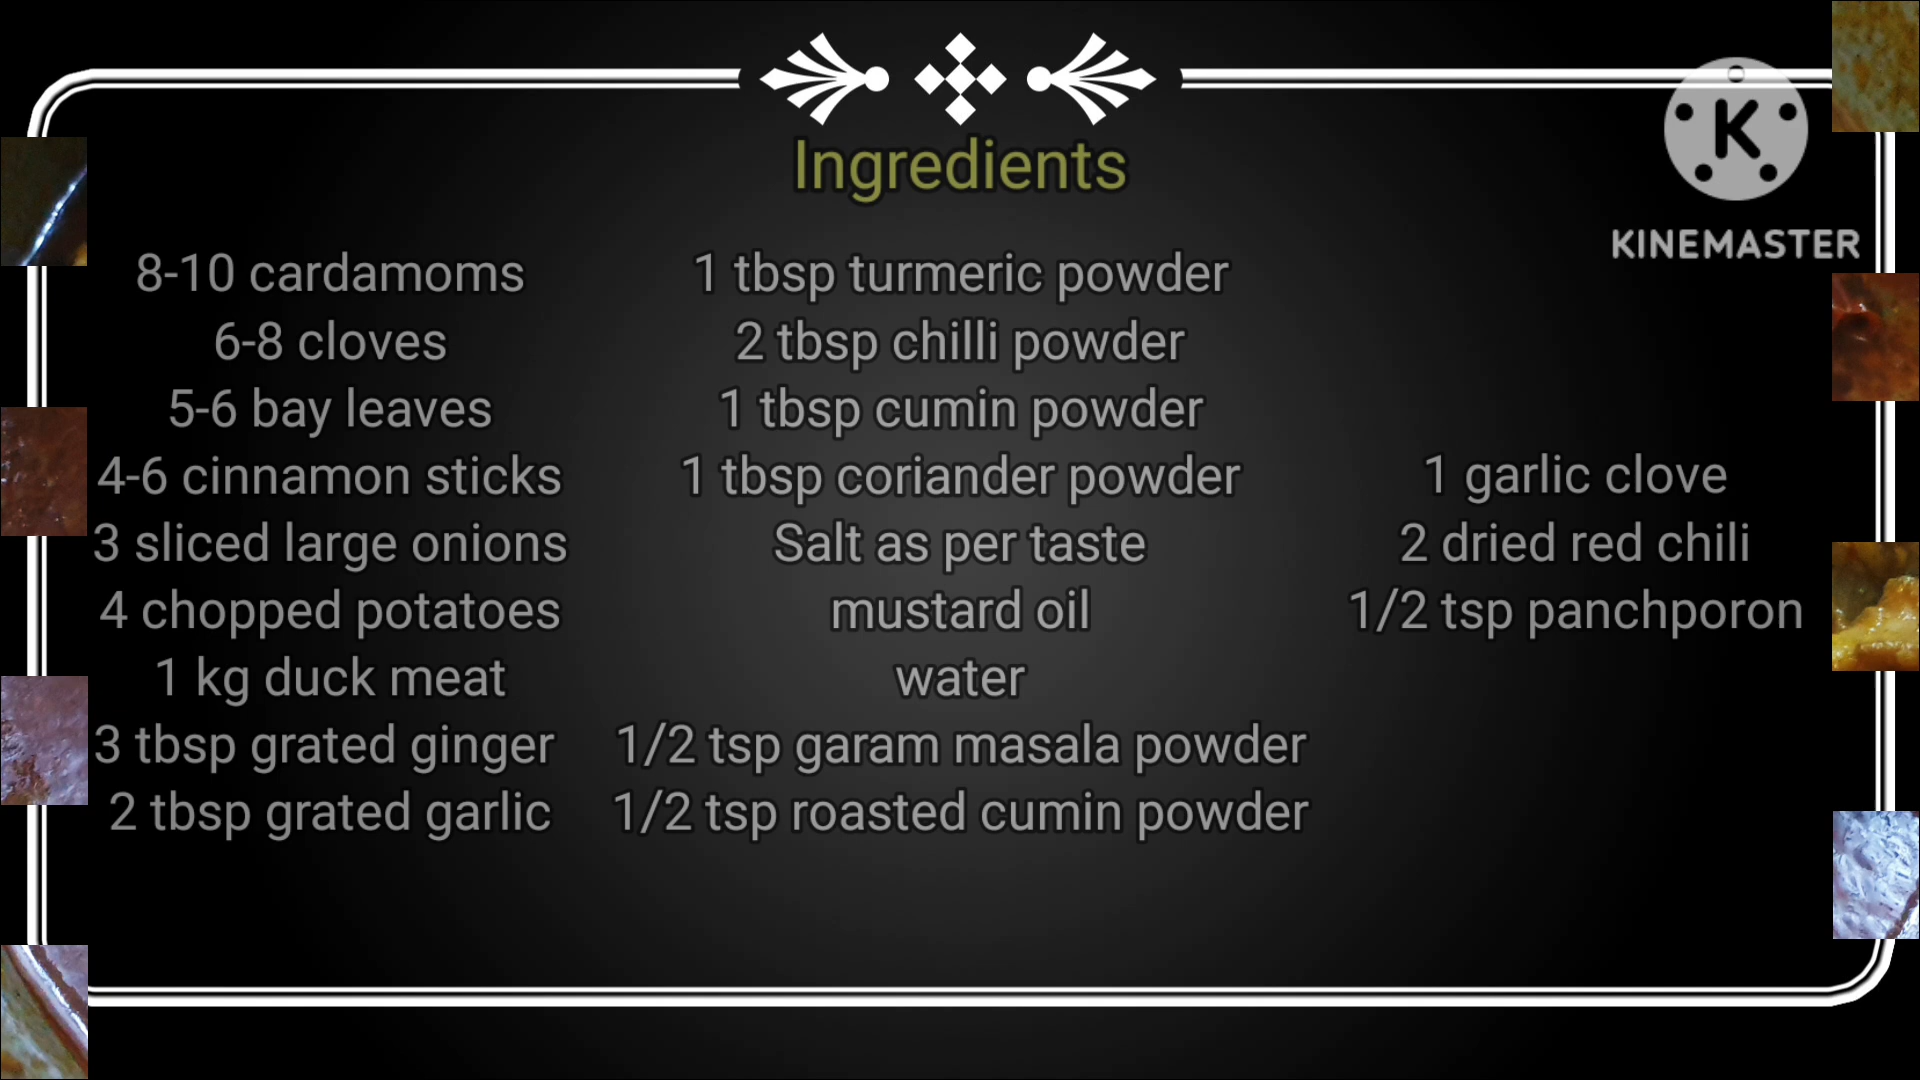 Ingredients
K
KINEMASTER
8-10 cardamoms
6-8 cloves
5-6 bay leaves
4-6 cinnamon sticks
3 sliced large onions
4 chopped potatoes
1 kg duck meat
3 tbsp grated ginger
2 tbsp grated garlic
1 tbsp turmeric powder
2 tbsp chilli powder
1 tbsp cumin powder
1 tbsp coriander powder
Salt as per taste
mustard oil
water
1/2 tsp garam masala powder
1/2 tsp roasted cumin powder
1 garlic clove
2 dried red chili
1/2 tsp panchporon